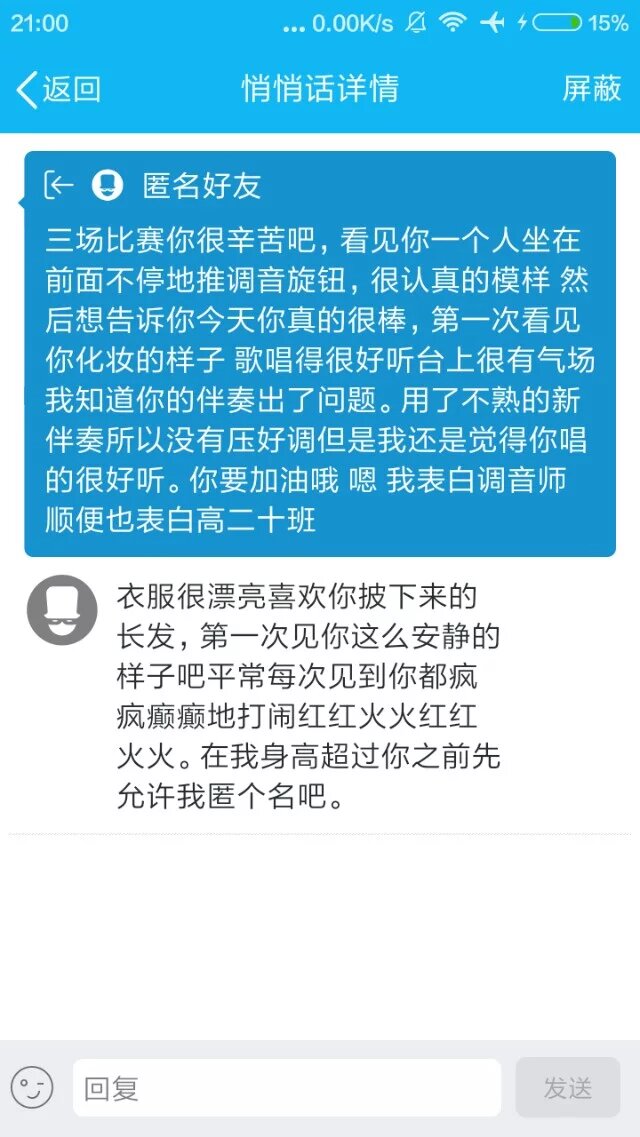 21:00
... 0.00K/s
15%
返回
悄悄话详情
屏蔽
匿名好友
三场比赛你很辛苦吧，看见你一个人坐在
前面不停地推调音旋钮，很认真的模样 然
后想告诉你今天你真的很棒，第一次看见
你化妆的样子 歌唱得很好听台上很有气场
我知道你的伴奏出了问题。用了不熟的新
伴奏所以没有压好调但是我还是觉得你唱
的很好听。你要加油哦 嗯 我表白调音师
顺便也表白高二十班
衣服很漂亮喜欢你披下来的
长发，第一次见你这么安静的
样子吧平常每次见到你都疯
疯癫癫地打闹红红火火红红
火火。在我身高超过你之前先
允许我匿个名吧。
回复
发送